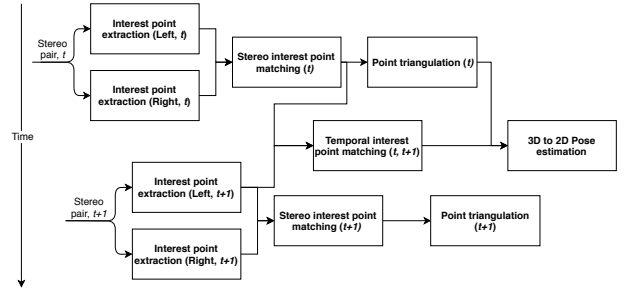 Interest point
extraction (Left, t)
Stereo
pair, t
Interest point
extraction (Right, t)
Stereo interest point
matching (t)
Point triangulation (t)
Time
Temporal interest
point matching (t, t+1)
3D to 2D Pose
estimation
Interest point
extraction (Left, t+1)
Stereo
pair, t+1
Interest point
extraction (Right, t+1)
Stereo interest point
matching (t+1)
Point triangulation
(t+1)